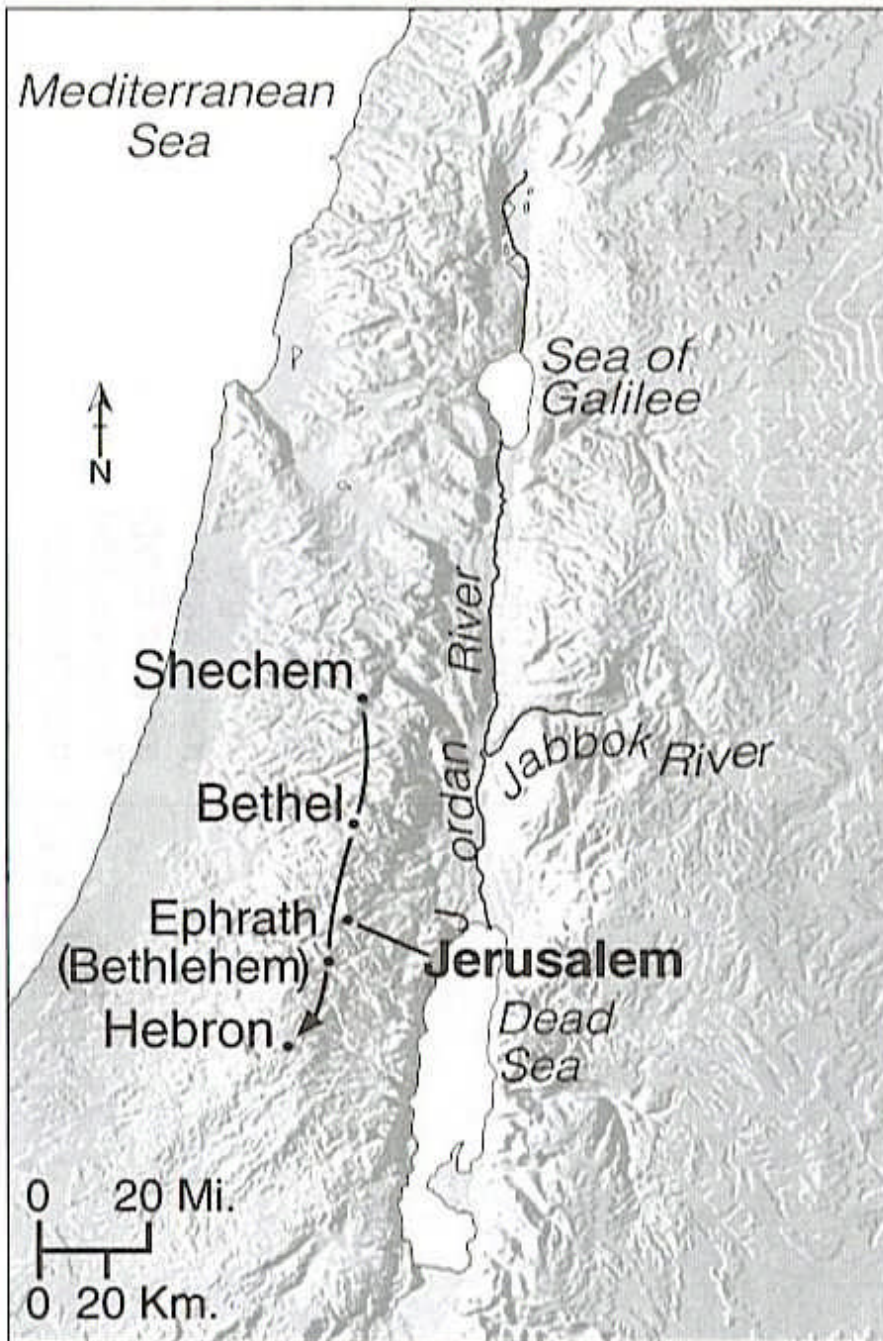 Mediterranean
Sea
Sea of
Galilee
N
Shechem
Jordan River
Jabbok River
Bethel
Ephrath
(Bethlehem)
Jerusalem
Hebron
Dead
Sea
0 20 Mi.
0 20 Km.